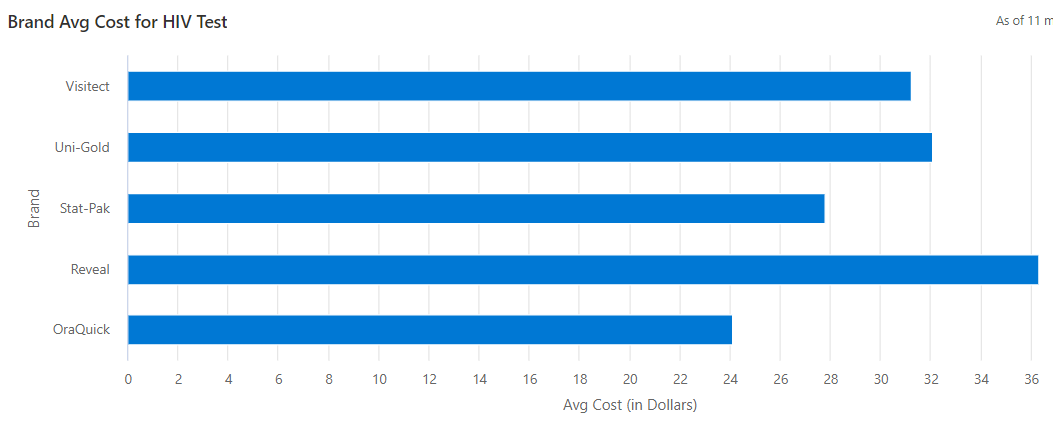 Brand Avg Cost for HIV Test
As of 11 m
Visitect
Uni-Gold
Stat-Pak
Reveal
OraQuick
Brand
0 2 4 6 8 10 12 14 16 18 20 22 24 26 28 30 32 34 36
Avg Cost (in Dollars)